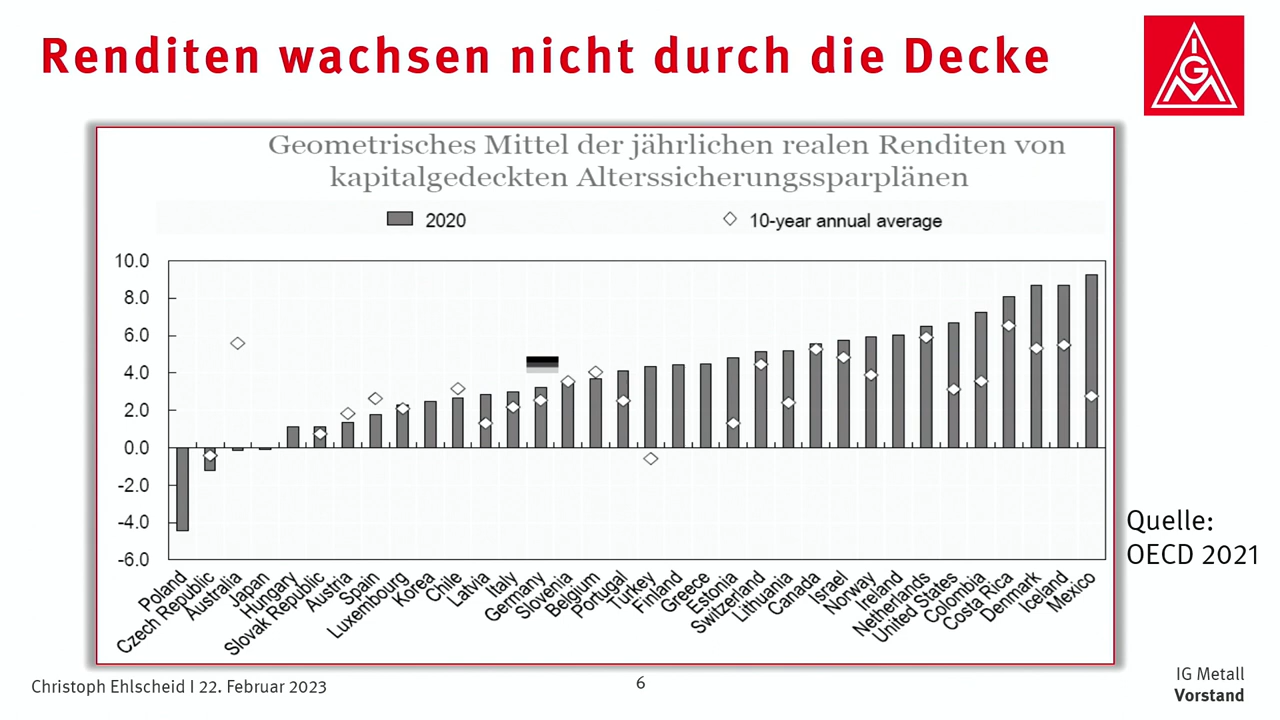 Renditen wachsen nicht durch die Decke
IGM
Geometrisches Mittel der jährlichen realen Renditen von
kapitalgedeckten Alterssicherungssparplänen
2020
10-year annual average
10.0
8.0
6.0
4.0
2.0
0.0
-2.0
-4.0
-6.0
Poland
Czech Republic
Australia
Japan
Hungary
Slovak Republic
Austria
Spain
Luxembourg
Korea
Chile
Latvia
Italy
Germany
Slovenia
Belgium
Portugal
Turkey
Finland
Greece
Estonia
Switzerland
Lithuania
Canada
Israel
Norway
Ireland
Netherlands
United States
Colombia
Costa Rica
Denmark
Iceland
Mexico
Quelle:
OECD 2021
Christoph Ehlscheid I 22. Februar 2023
6
IG Metall
Vorstand